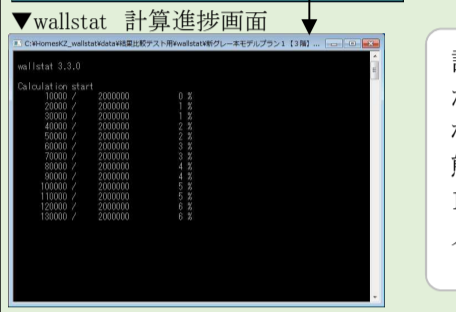 ▼wallstat 計算進捗画面
C:¥HomesKZ_wallstat¥data¥結果比較テスト用¥wallstat¥新グレー本モデルプラン1【3階】...
wallstat 3.3.0
Calculation start
10000 / 2000000 0 %
20000 / 2000000 1 %
30000 / 2000000 1 %
40000 / 2000000 2 %
50000 / 2000000 2 %
60000 / 2000000 3 %
70000 / 2000000 3 %
80000 / 2000000 4 %
90000 / 2000000 4 %
100000 / 2000000 5 %
110000 / 2000000 5 %
120000 / 2000000 6 %
130000 / 2000000 6 %